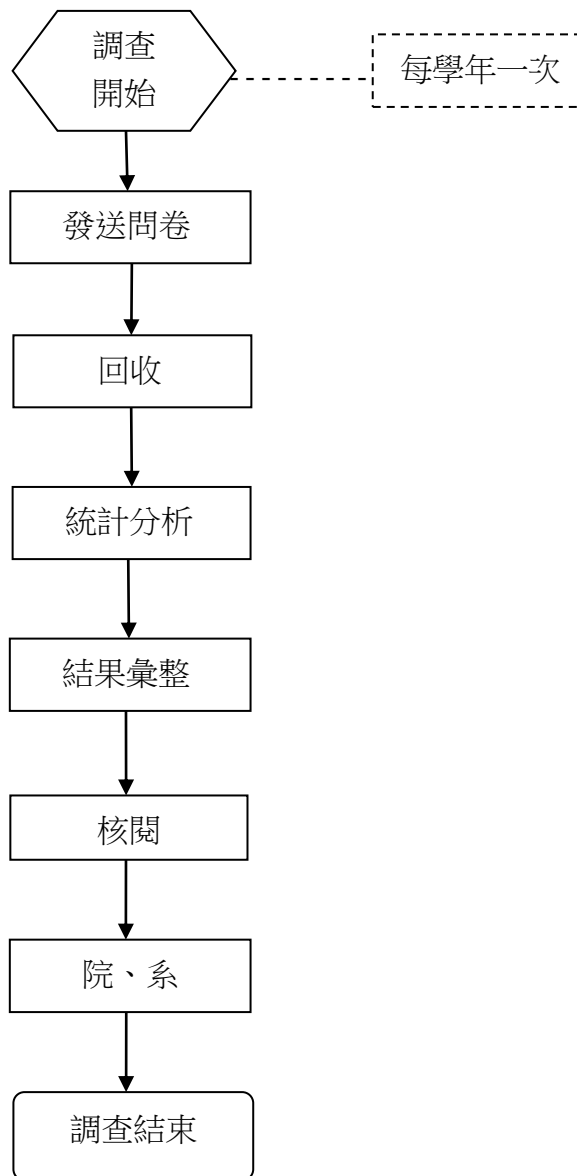 調查
開始
每學年一次
發送問卷
回收
統計分析
結果彙整
核閱
院、系
調查結束